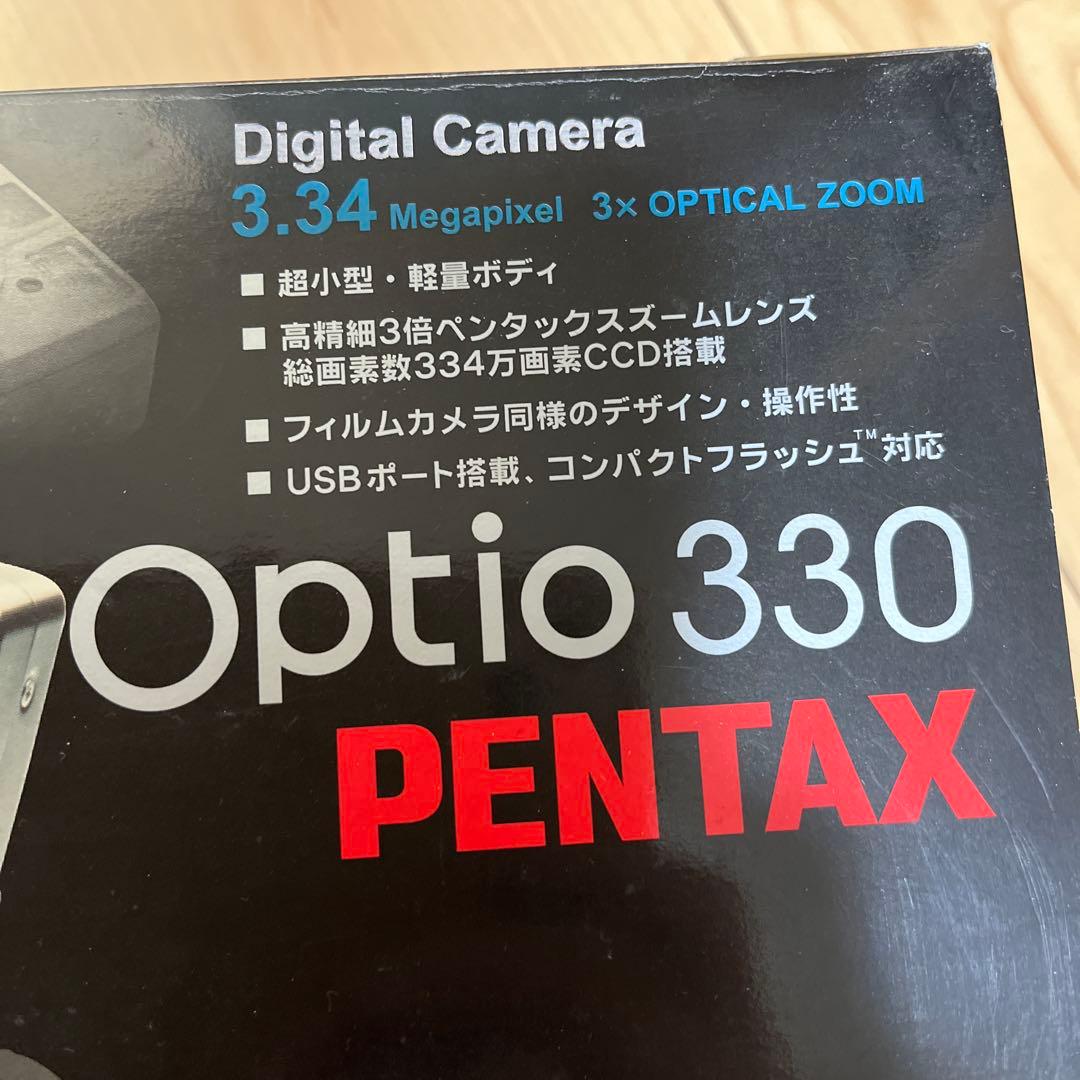 Digital Camera
3.34 Megapixel 3× OPTICAL ZOOM
■ 超小型・軽量ボディ
■ 高精細3倍ペンタックスズームレンズ
総画素数334万画素CCD搭載
■ フィルムカメラ同様のデザイン・操作性
■ USBポート搭載、コンパクトフラッシュ™対応
Optio 330
PENTAX